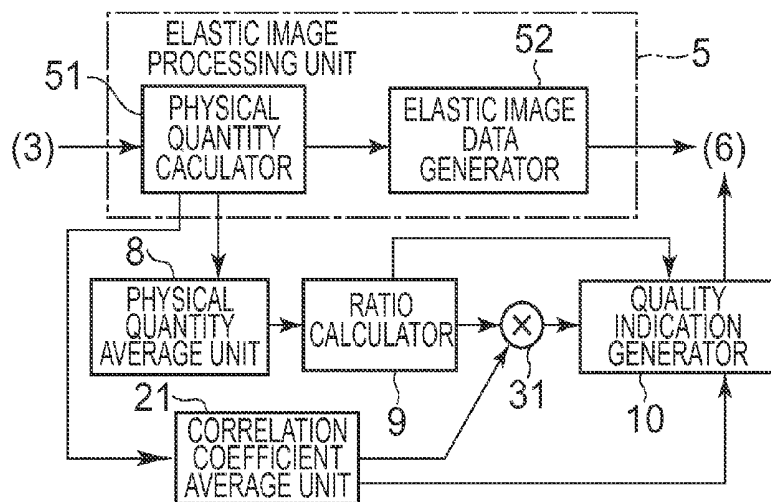 ELASTIC IMAGE
PROCESSING UNIT
51
52
5
PHYSICAL
QUANTITY
CACULATOR
ELASTIC IMAGE
DATA
GENERATOR
(3)
(6)
8
PHYSICAL
QUANTITY
AVERAGE UNIT
RATIO
CALCULATOR
×
QUALITY
INDICATION
GENERATOR
9
31
10
21
CORRELATION
COEFFICIENT
AVERAGE UNIT